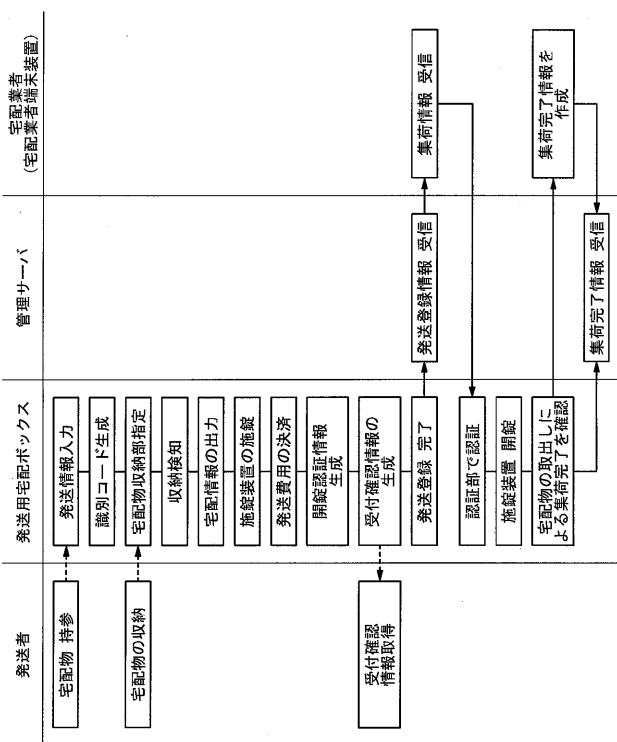 発送者
発送用宅配ボックス
管理サーバ
宅配業者
(宅配業者端末装置)
宅配物 持参
発送情報入力
識別コード生成
宅配物の収納
宅配物収納部指定
収納検知
宅配情報の出力
施錠装置の施錠
発送費用の決済
開錠認証情報
生成
受付確認情報の
生成
受付確認
情報取得
発送登録 完了
発送登録情報 受信
集荷情報 受信
認証部で認証
施錠装置 開錠
宅配物の取出しに
よる集荷完了を確認
集荷完了情報を
作成
集荷完了情報 受信